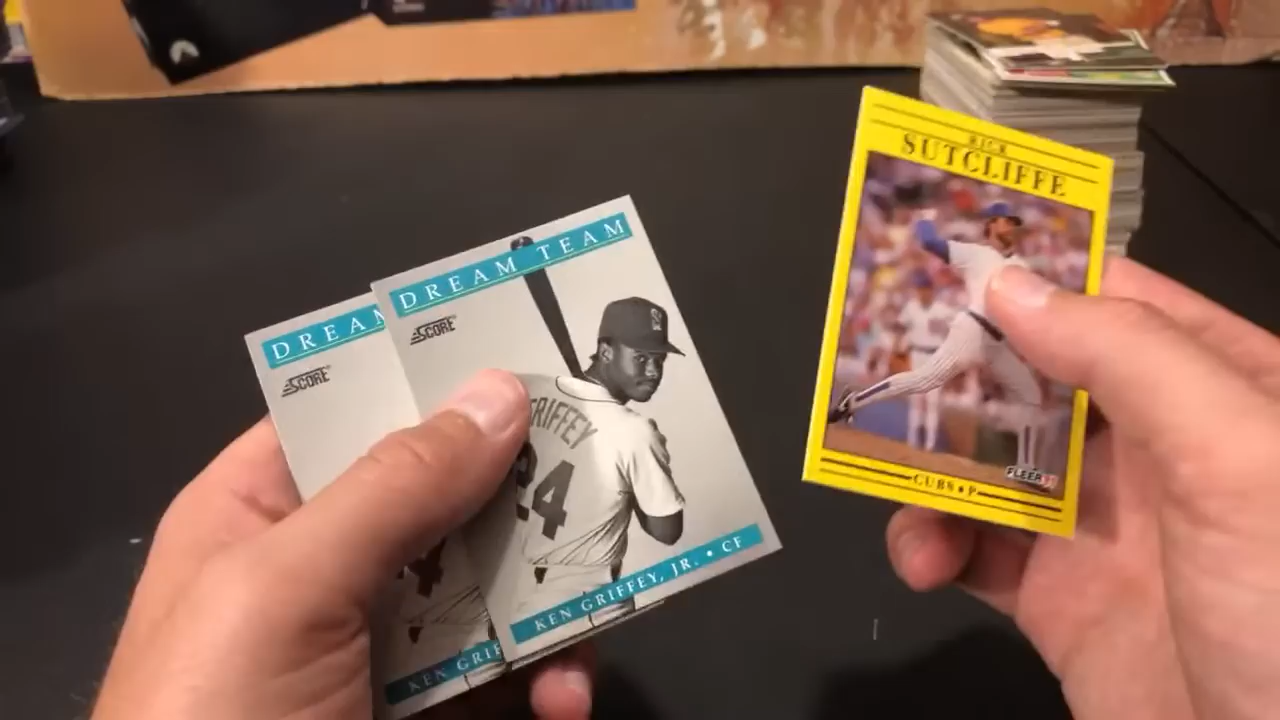 DREAM
SCORE
KEN GRIF
DREAM TEAM
SCORE
GRIFFEY
24
KEN GRIFFEY, JR. • CF
RICK
SUTCLIFFE
FLEER 91
CUBS • P